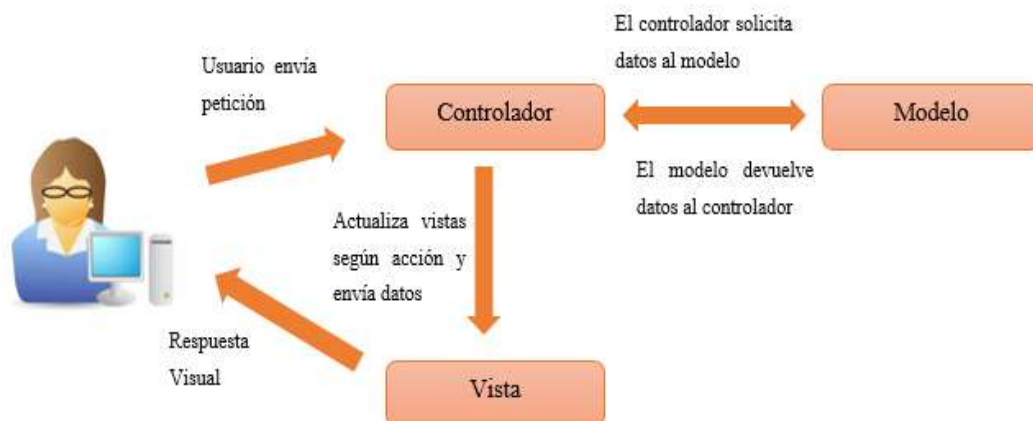 El controlador solicita
datos al modelo
Usuario envía
petición
Controlador
Modelo
El modelo devuelve
datos al controlador
Actualiza vistas
según acción y
envía datos
Respuesta
Visual
Vista